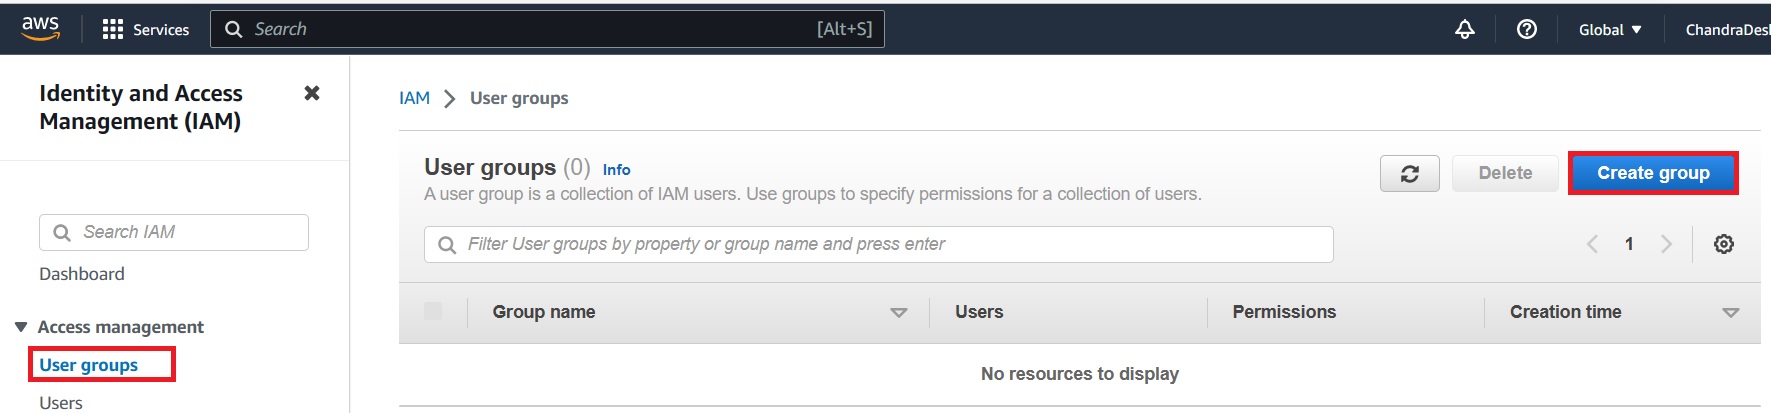 aws
Services
Search [Alt+S]
Global
ChandraDes
Identity and Access
Management (IAM)
Search IAM
Dashboard
Access management
User groups
Users
IAM > User groups
User groups (0) Info
A user group is a collection of IAM users. Use groups to specify permissions for a collection of users.
Delete
Create group
Filter User groups by property or group name and press enter
1
Group name Users Permissions Creation time
No resources to display